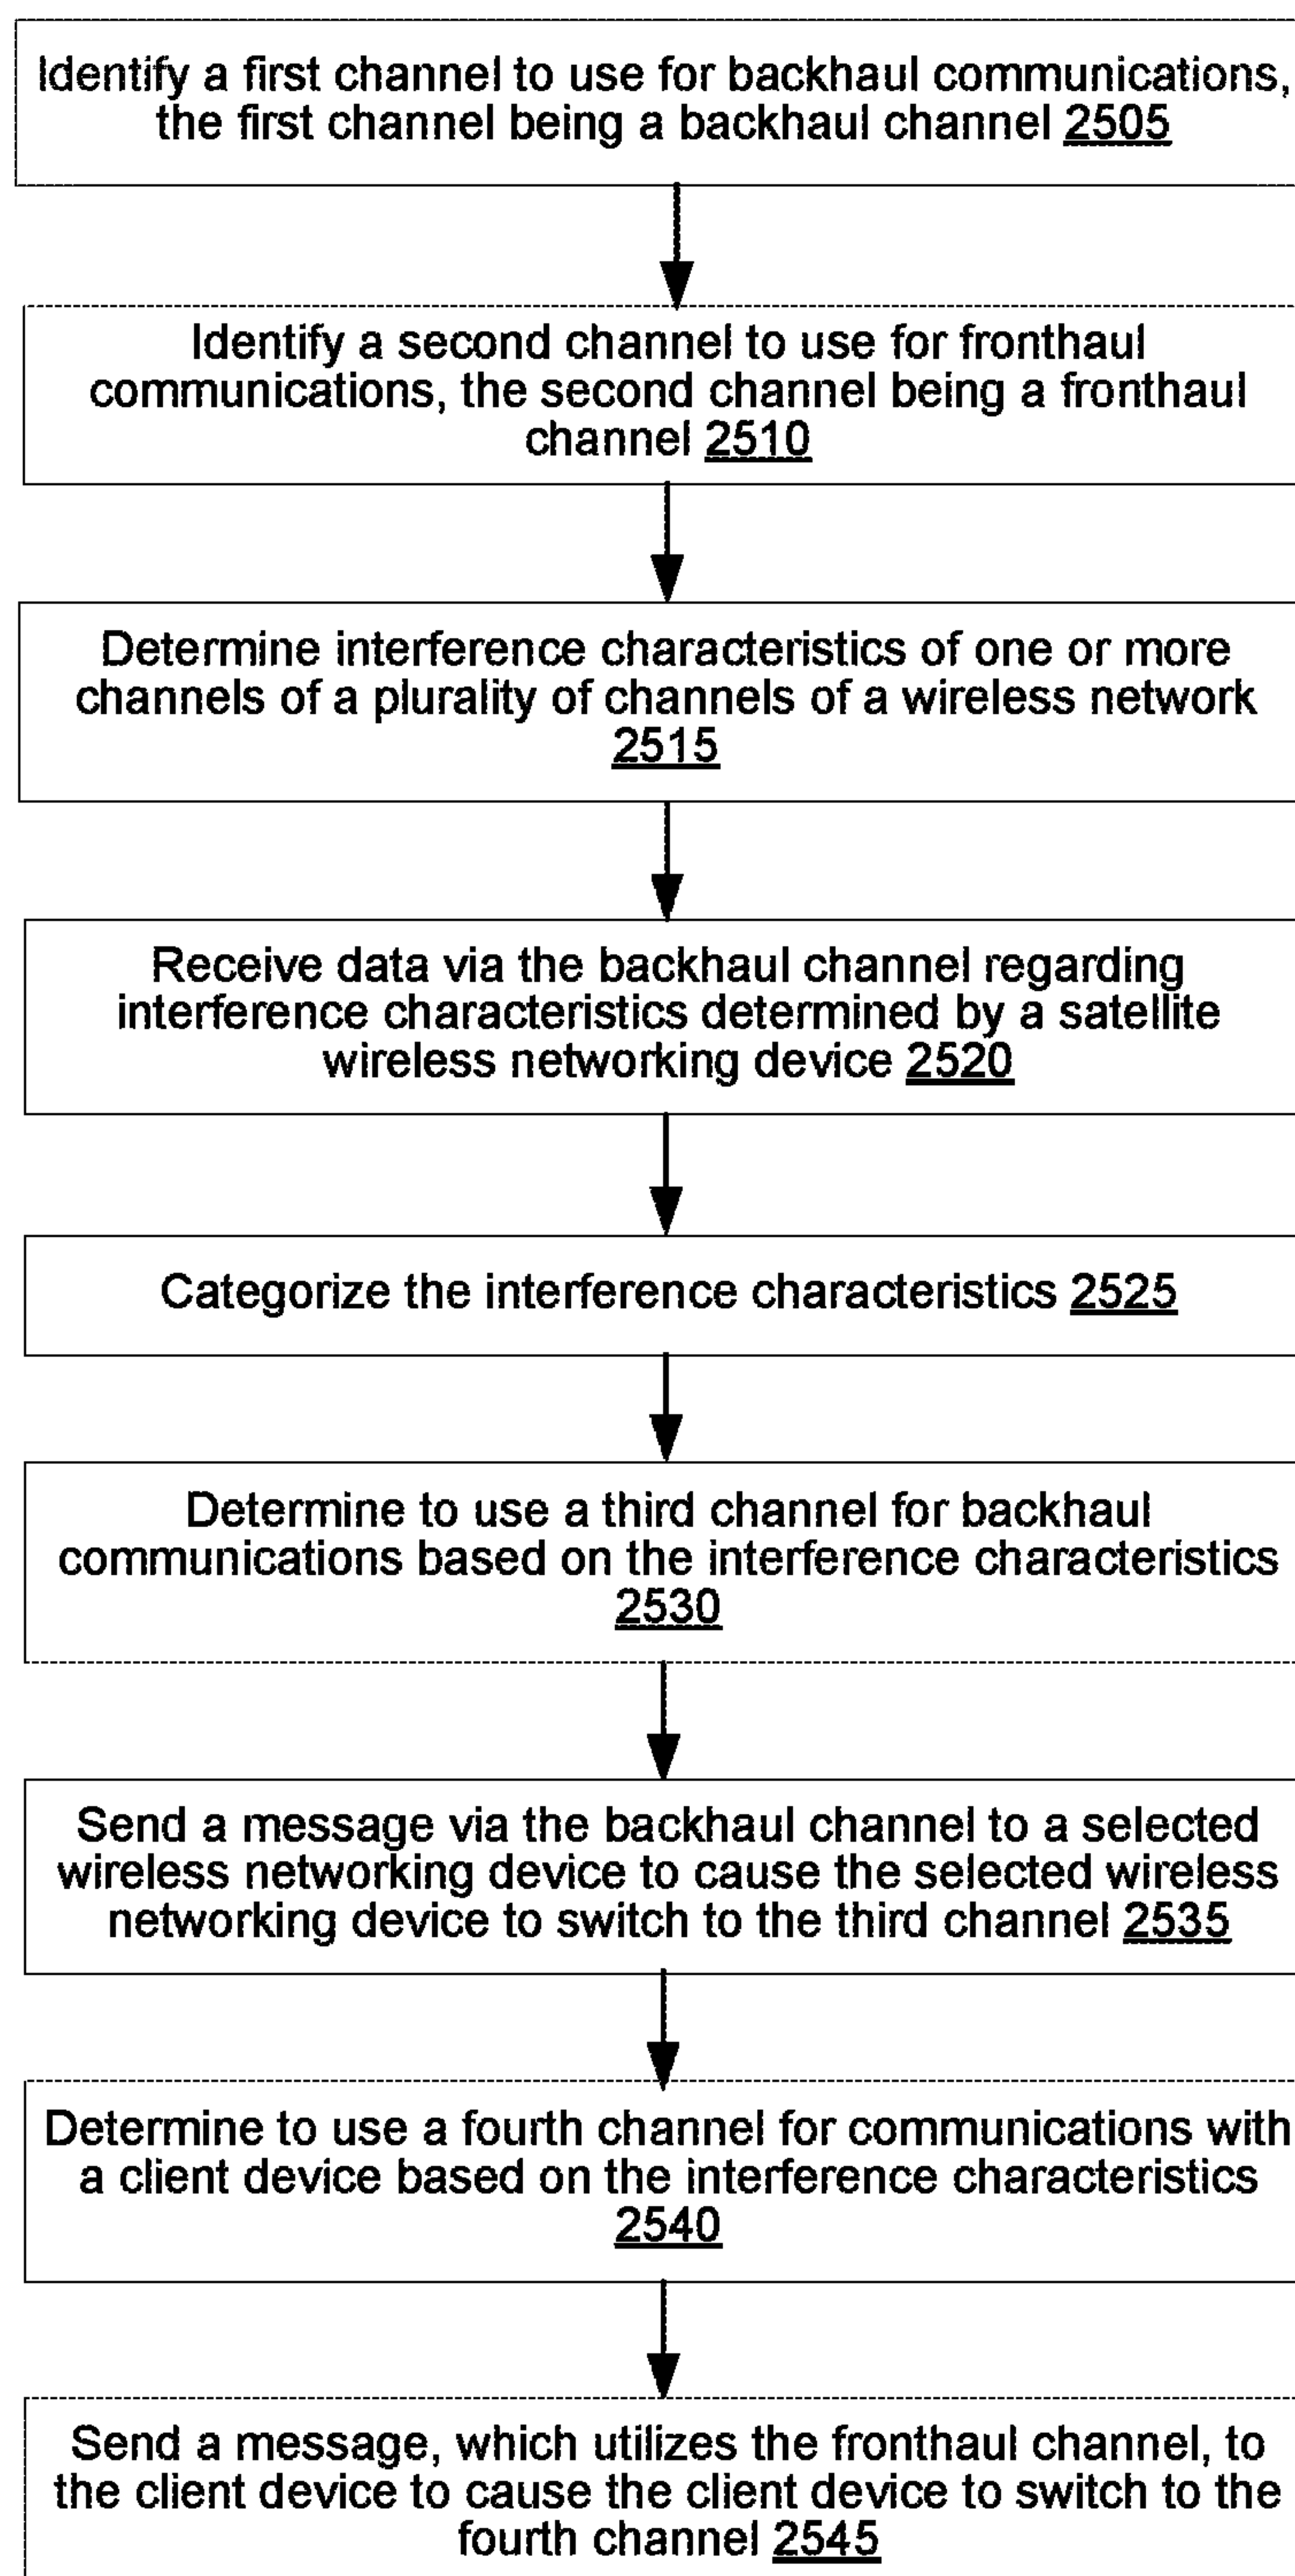 Identify a first channel to use for backhaul communications,
the first channel being a backhaul channel 2505
Identify a second channel to use for fronthaul
communications, the second channel being a fronthaul
channel 2510
Determine interference characteristics of one or more
channels of a plurality of channels of a wireless network
2515
Receive data via the backhaul channel regarding
interference characteristics determined by a satellite
wireless networking device 2520
Categorize the interference characteristics 2525
Determine to use a third channel for backhaul
communications based on the interference characteristics
2530
Send a message via the backhaul channel to a selected
wireless networking device to cause the selected wireless
networking device to switch to the third channel 2535
Determine to use a fourth channel for communications with
a client device based on the interference characteristics
2540
Send a message, which utilizes the fronthaul channel, to
the client device to cause the client device to switch to the
fourth channel 2545